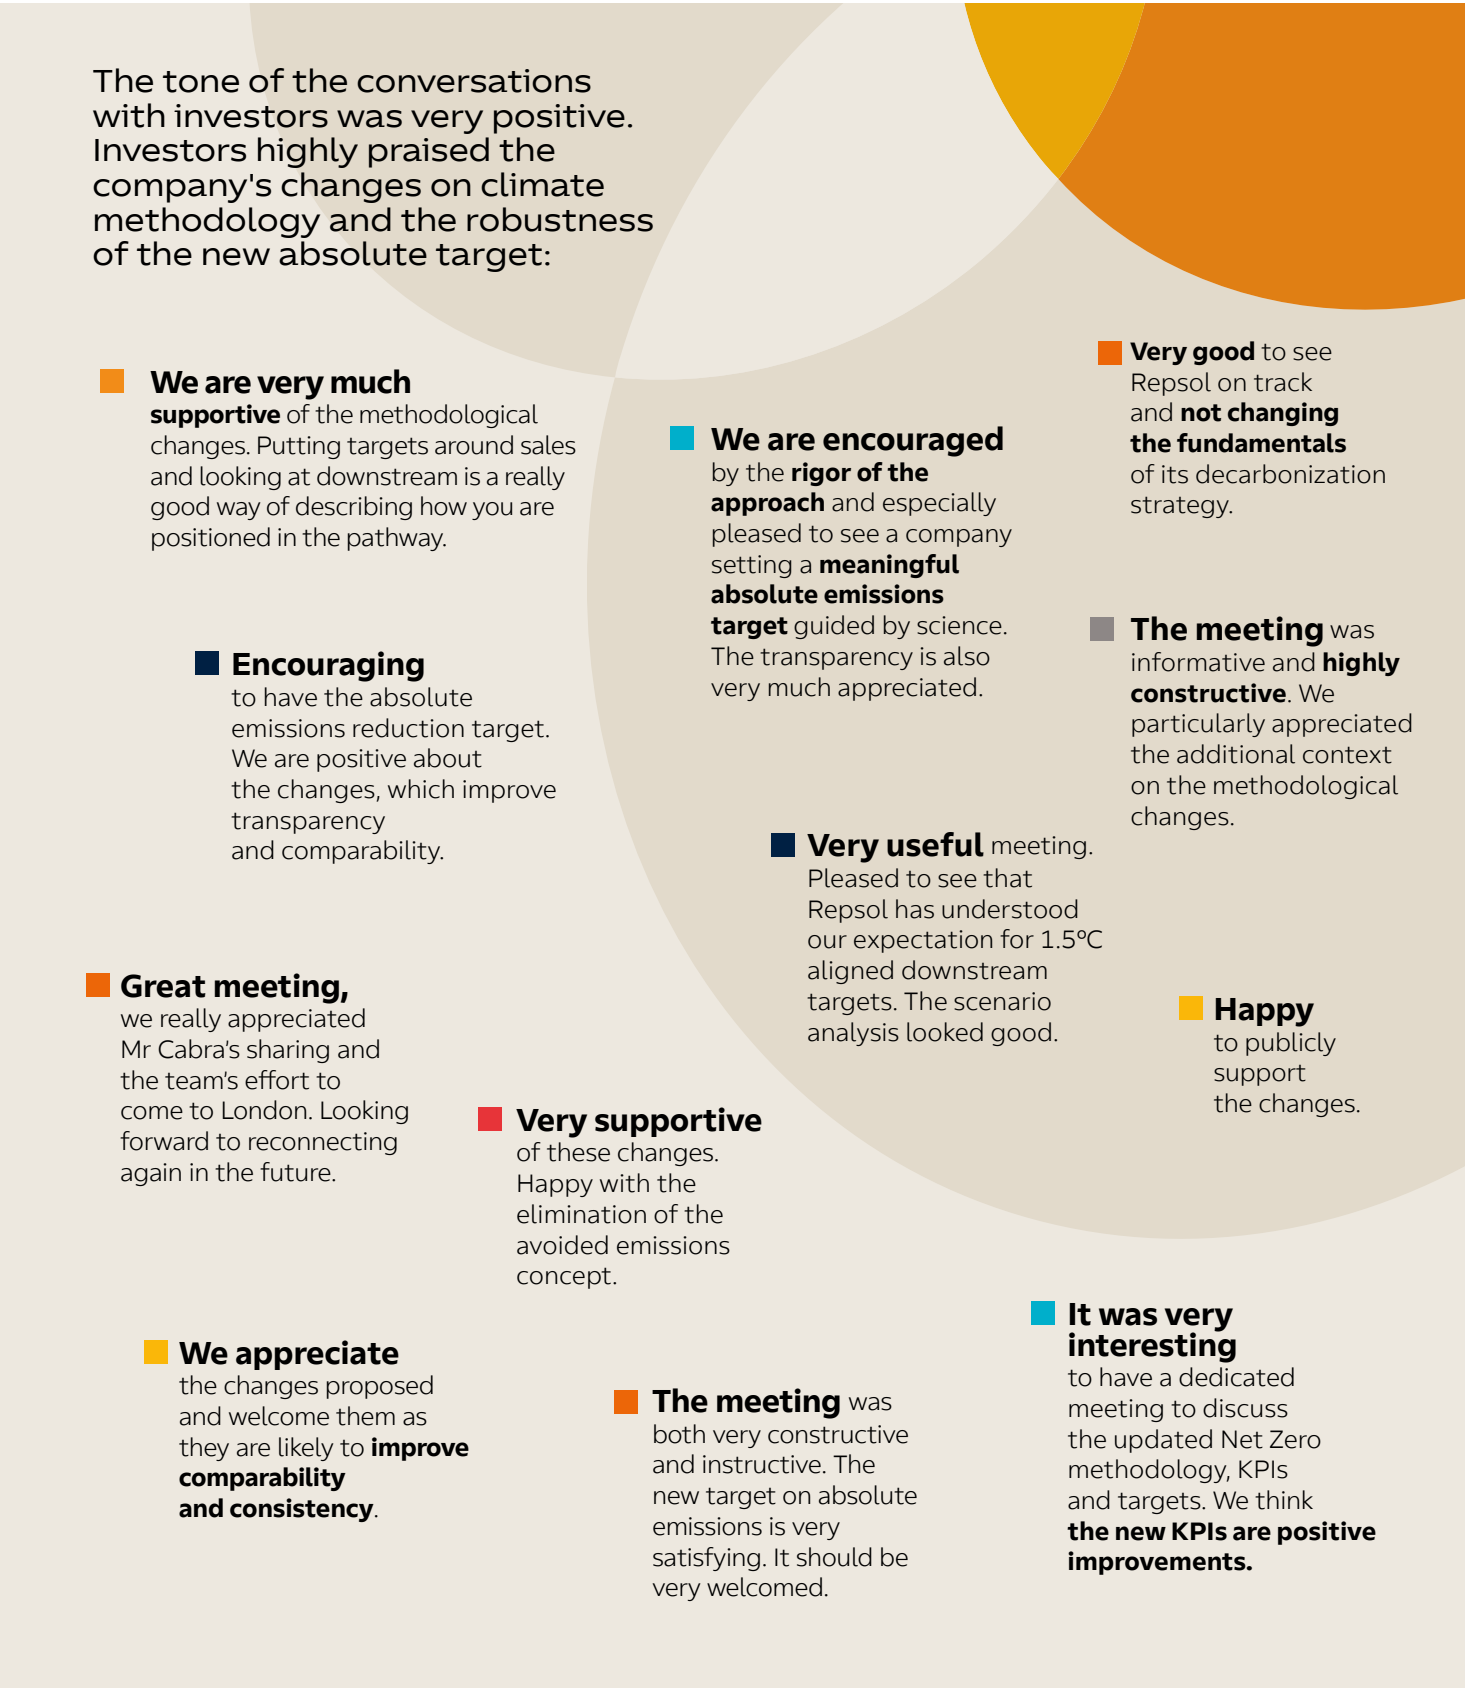 The tone of the conversations
with investors was very positive.
Investors highly praised the
company's changes on climate
methodology and the robustness
of the new absolute target:
We are very much
supportive of the methodological
changes. Putting targets around sales
and looking at downstream is a really
good way of describing how you are
positioned in the pathway.
We are encouraged
by the rigor of the
approach and especially
pleased to see a company
setting a meaningful
absolute emissions
target guided by science.
The transparency is also
very much appreciated.
Very good to see
Repsol on track
and not changing
the fundamentals
of its decarbonization
strategy.
Encouraging
to have the absolute
emissions reduction target.
We are positive about
the changes, which improve
transparency
and comparability.
The meeting was
informative and highly
constructive. We
particularly appreciated
the additional context
on the methodological
changes.
Very useful meeting.
Pleased to see that
Repsol has understood
our expectation for 1.5ºC
aligned downstream
targets. The scenario
analysis looked good.
Great meeting,
we really appreciated
Mr Cabra’s sharing and
the team’s effort to
come to London. Looking
forward to reconnecting
again in the future.
Happy
to publicly
support
the changes.
Very supportive
of these changes.
Happy with the
elimination of the
avoided emissions
concept.
We appreciate
the changes proposed
and welcome them as
they are likely to improve
comparability
and consistency.
The meeting was
both very constructive
and instructive. The
new target on absolute
emissions is very
satisfying. It should be
very welcomed.
It was very
interesting
to have a dedicated
meeting to discuss
the updated Net Zero
methodology, KPIs
and targets. We think
the new KPIs are positive
improvements.